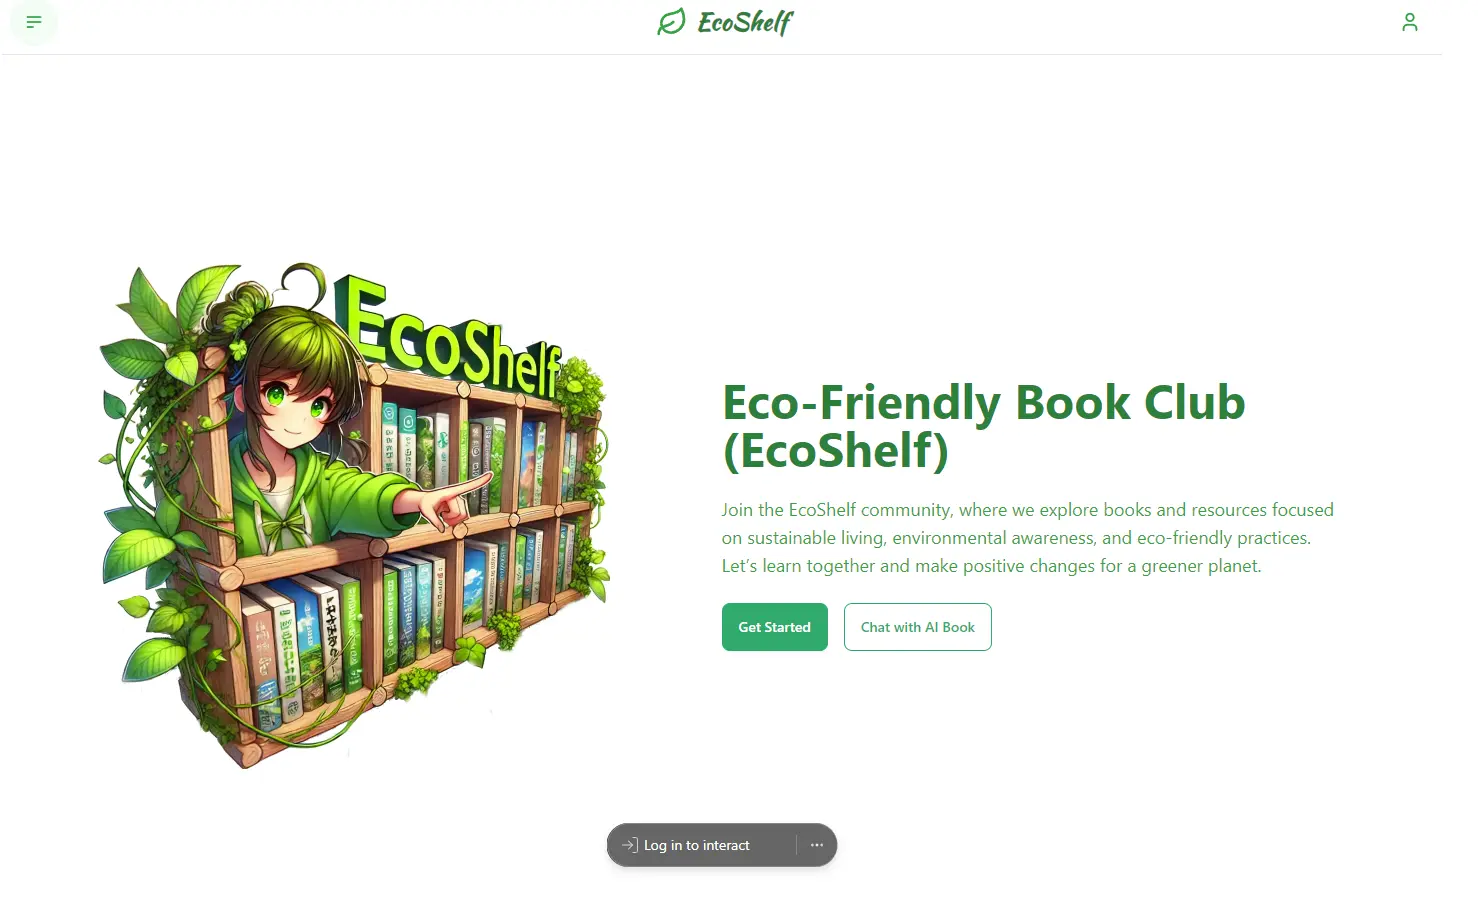 EcoShelf
EcoShelf
Eco-Friendly Book Club
(EcoShelf)
Join the EcoShelf community, where we explore books and resources focused
on sustainable living, environmental awareness, and eco-friendly practices.
Let’s learn together and make positive changes for a greener planet.
Get Started
Chat with AI Book
Log in to interact